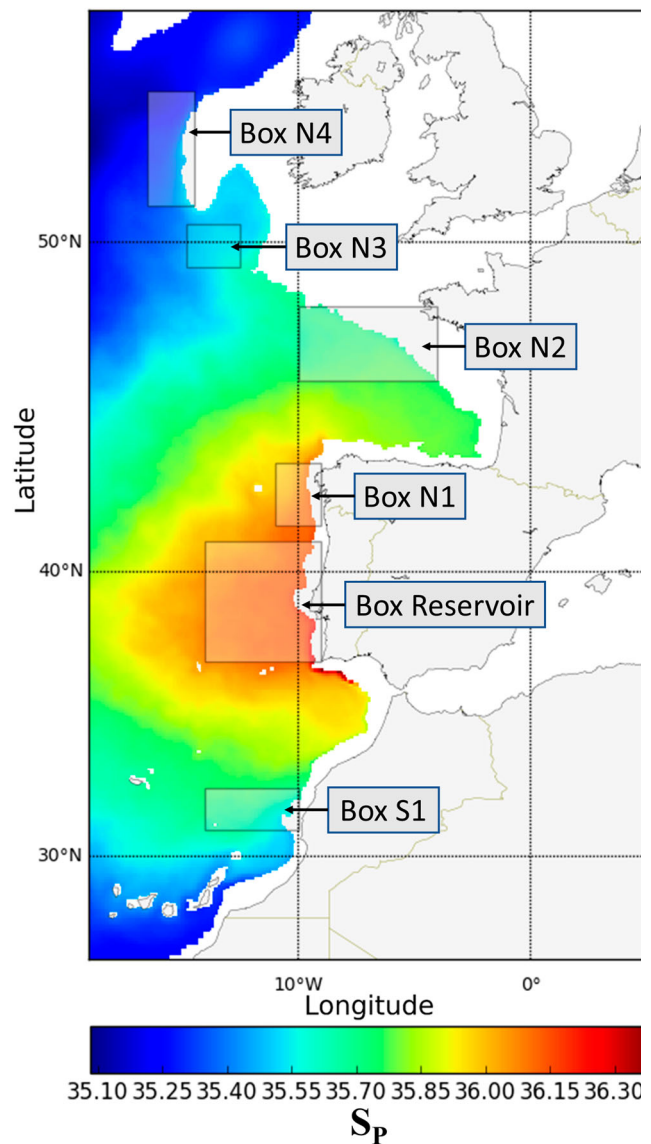 Box N4
50°N
Box N3
Box N2
Latitude
Box N1
40°N
Box Reservoir
Box S1
30°N
10°W
0°
Longitude
35.10 35.25 35.40 35.55 35.70 35.85 36.00 36.15 36.30
SP